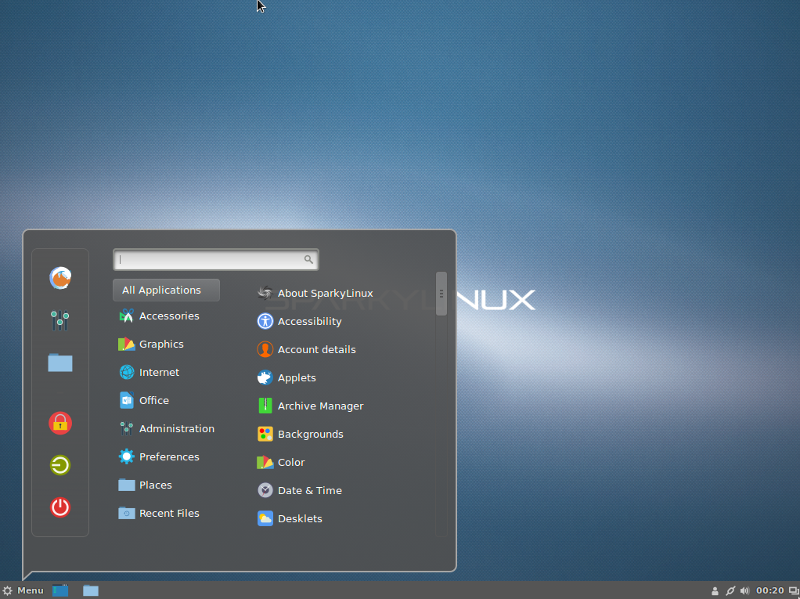 SPARKYLINUX
All Applications
Accessories
Graphics
Internet
Office
Administration
Preferences
Places
Recent Files
About SparkyLinux
Accessibility
Account details
Applets
Archive Manager
Backgrounds
Color
Date & Time
Desklets
Menu
00:20